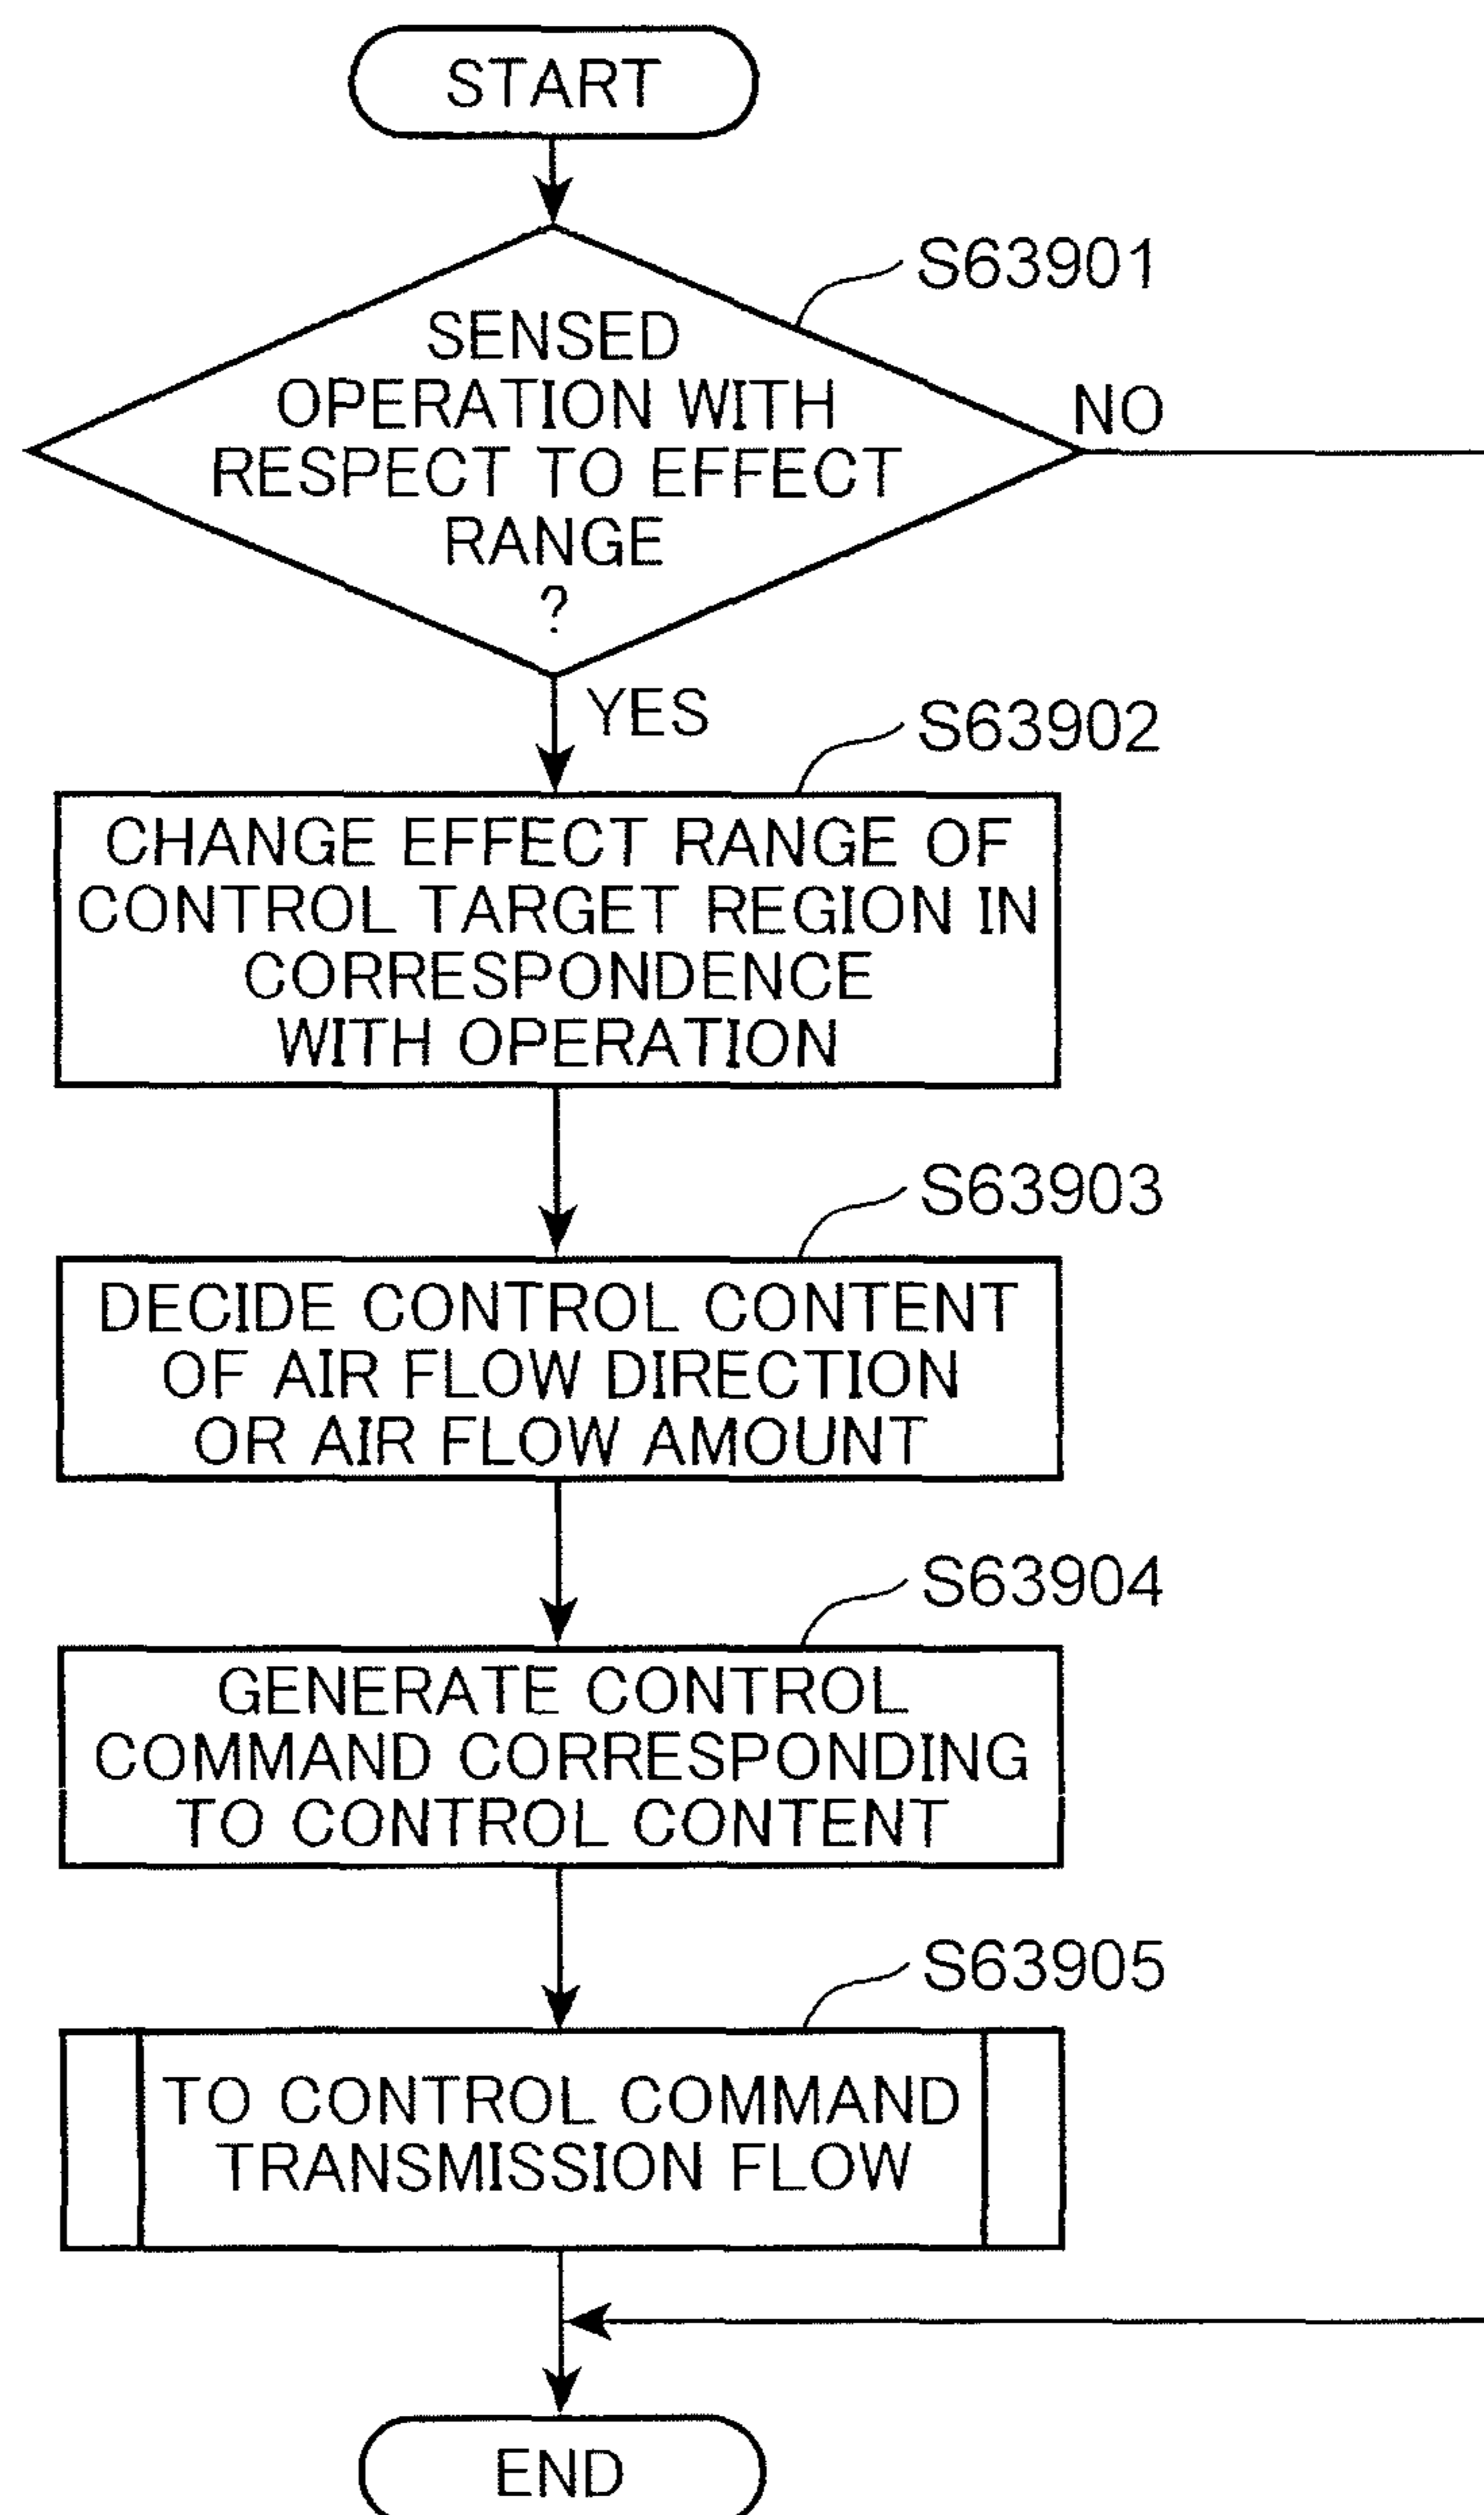 START
S63901
SENSED
OPERATION WITH
RESPECT TO EFFECT
RANGE
?
NO
YES
S63902
CHANGE EFFECT RANGE OF
CONTROL TARGET REGION IN
CORRESPONDENCE
WITH OPERATION
S63903
DECIDE CONTROL CONTENT
OF AIR FLOW DIRECTION
OR AIR FLOW AMOUNT
S63904
GENERATE CONTROL
COMMAND CORRESPONDING
TO CONTROL CONTENT
S63905
TO CONTROL COMMAND
TRANSMISSION FLOW
END